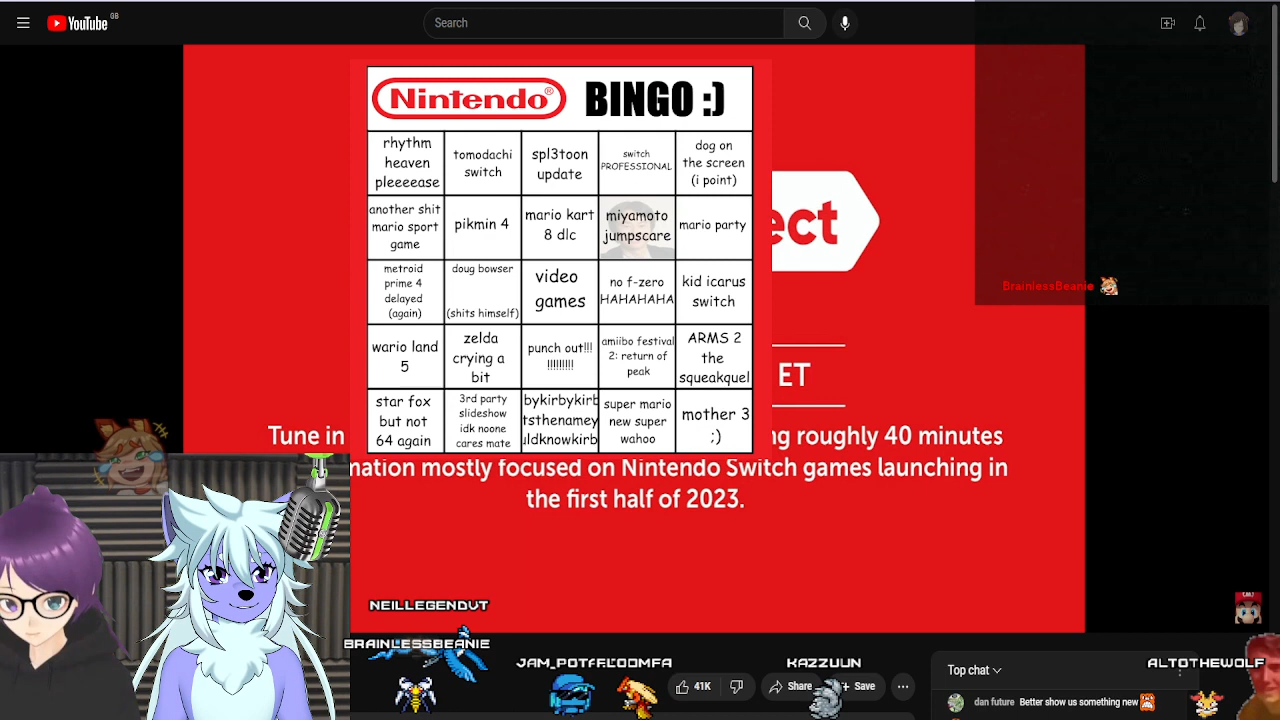 YouTube GB
Search
Nintendo® BINGO :)
rhythm
heaven
pleeeease
tomodachi
switch
spl3toon
update
switch
PROFESSIONAL
dog on
the screen
(i point)
another shit
mario sport
game
pikmin 4
mario kart
8 dlc
miyamoto
jumpscare
mario party
metroid
prime 4
delayed
(again)
doug bowser
(shits himself)
video
games
no f-zero
HAHAHAHA
kid icarus
switch
wario land
5
zelda
crying a
bit
punch out!!!
!!!!!!!!!
amiibo festival
2: return of
peak
ARMS 2
the
squeakquel
star fox
but not
64 again
3rd party
slideshow
idk noone
cares mate
bykirbykirb
tsthenamey
uldknowkirb
super mario
new super
wahoo
mother 3
;)
ect
BrainlessBeanie
ET
Tune in
ng roughly 40 minutes
nation mostly focused on Nintendo Switch games launching in
the first half of 2023.
NEILLEGENDVT
BRAINLESSBEANIE
KAZZUUN
ALTOTHEWOLF
41K
Share
Save
Top chat
dan future Better show us something new